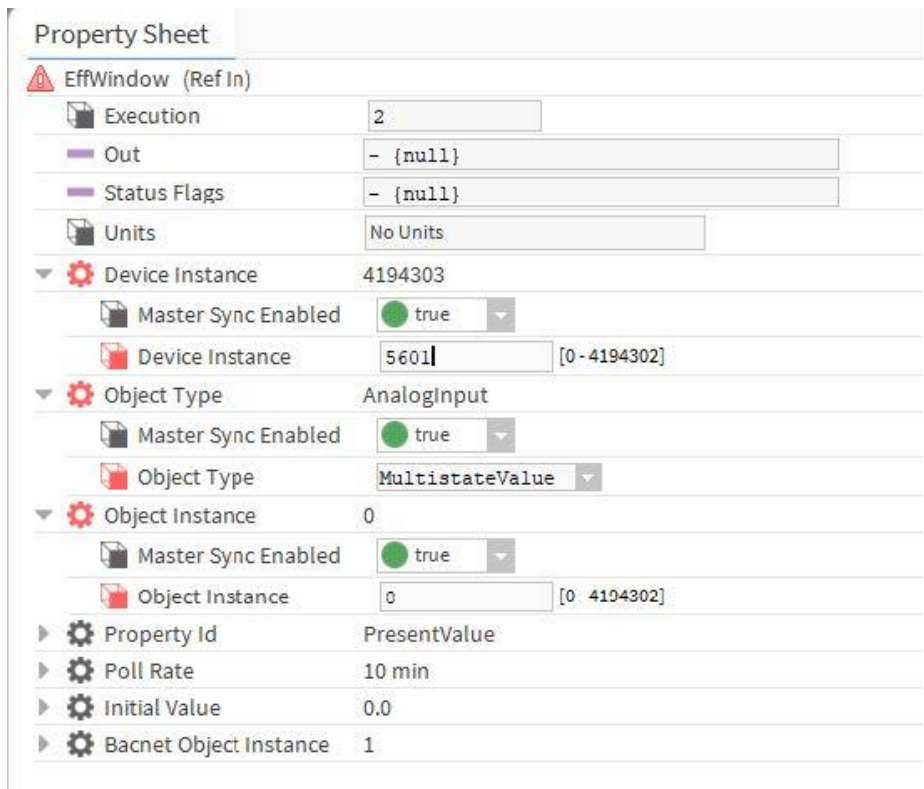 Property Sheet
EffWindow (Ref In)
Execution 2
Out - {null}
Status Flags - {null}
Units No Units
Device Instance 4194303
Master Sync Enabled true
Device Instance 5601 [0 - 4194302]
Object Type AnalogInput
Master Sync Enabled true
Object Type MultistateValue
Object Instance 0
Master Sync Enabled true
Object Instance 0 [0 4194302]
Property Id PresentValue
Poll Rate 10 min
Initial Value 0.0
Bacnet Object Instance 1